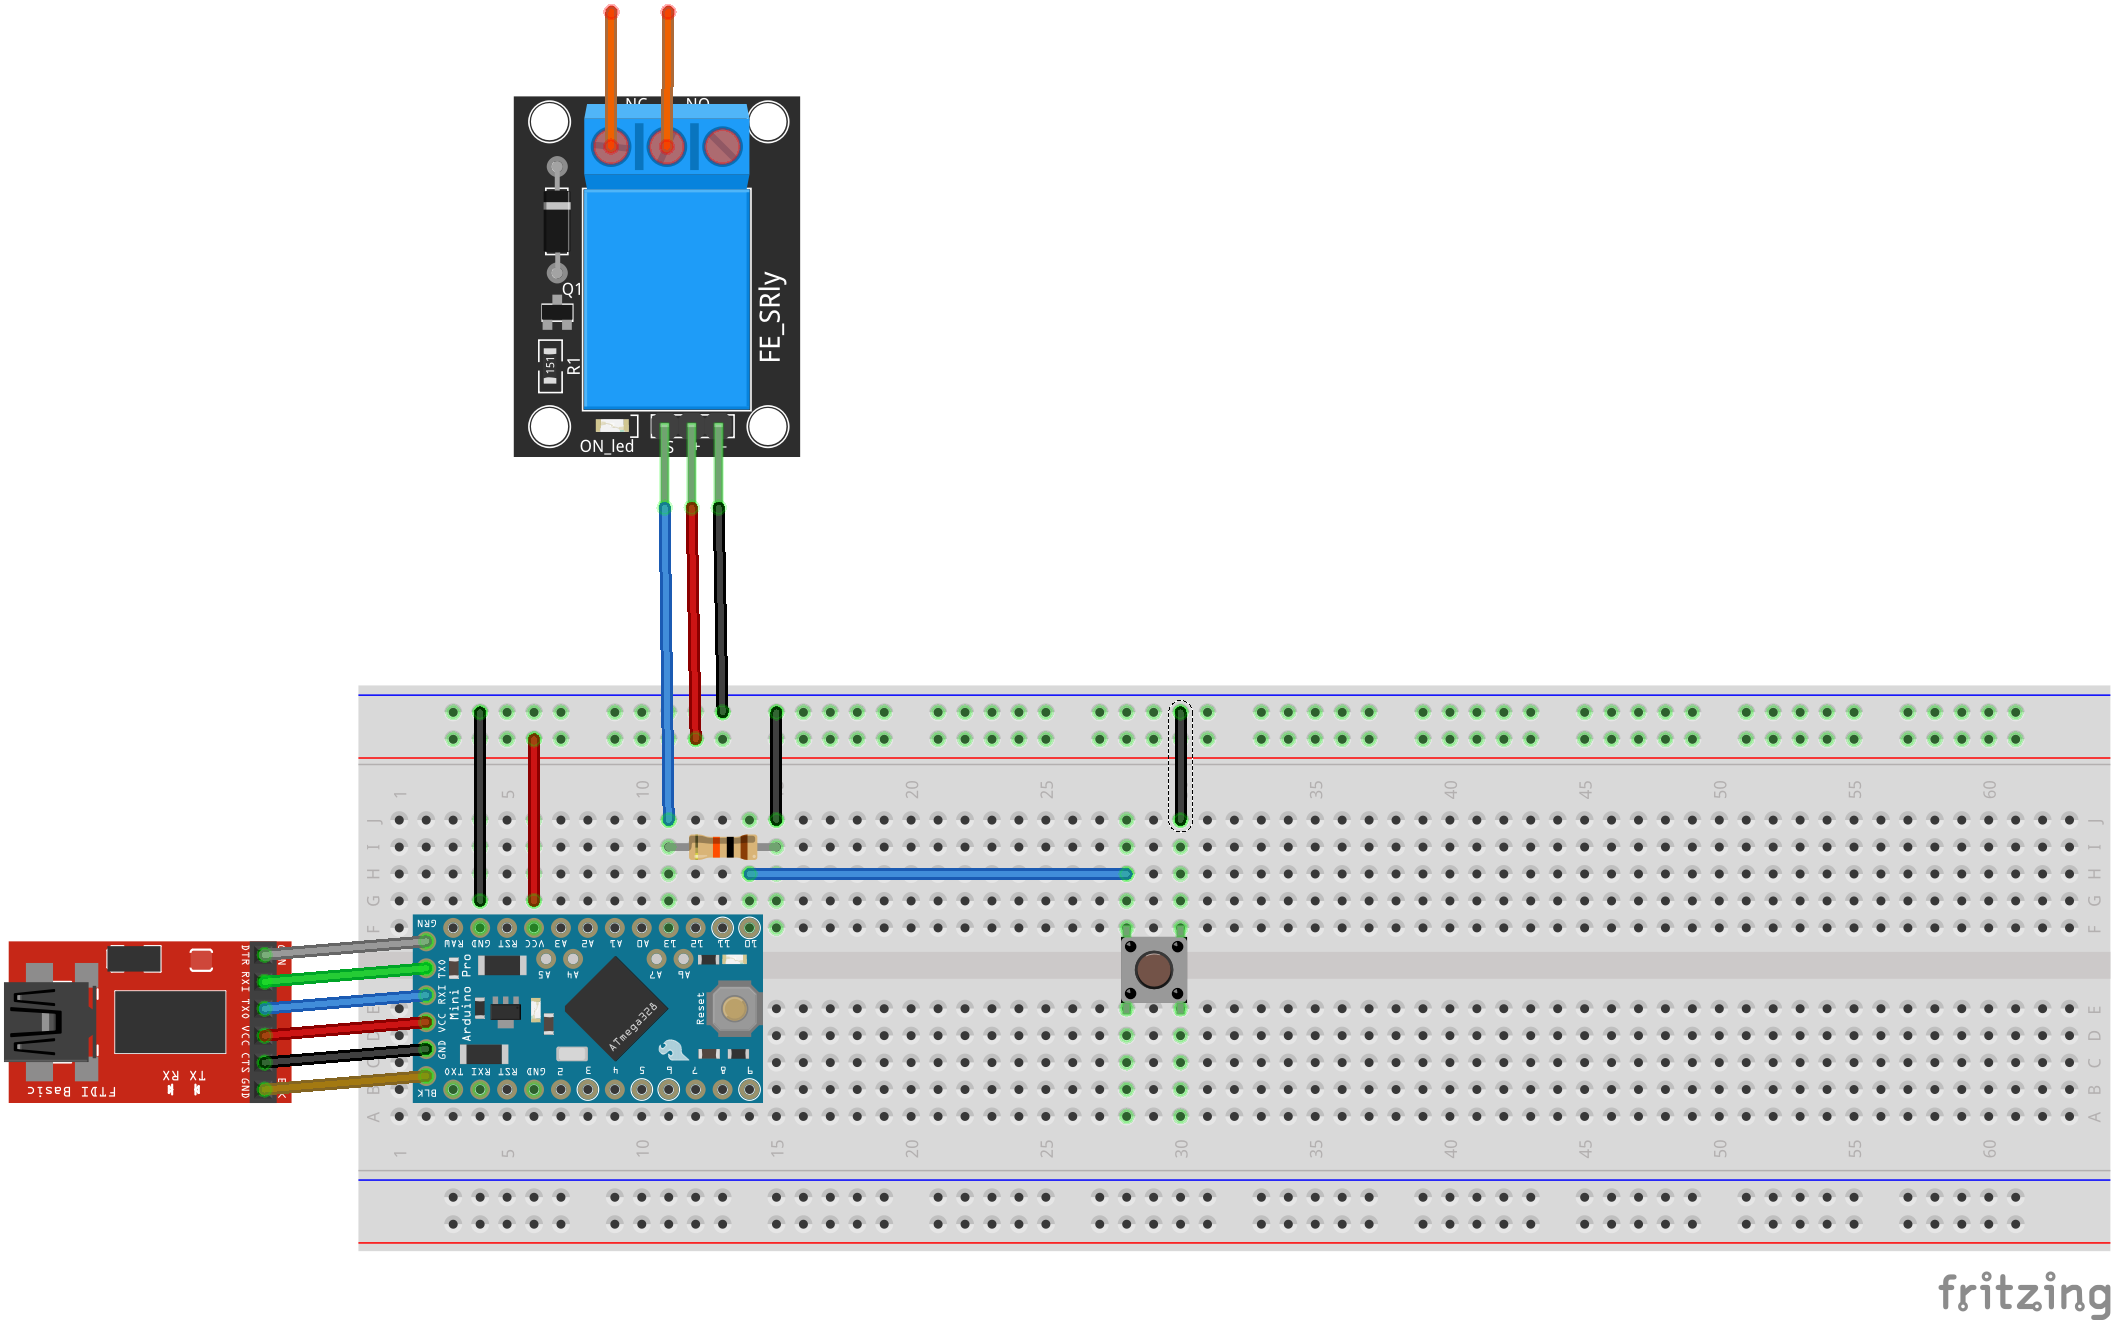 NC NO
Q1
FE_SRly
151
R1
ON_led
S + -
1 5 10 15 20 25 30 35 40 45 50 55 60
J J
I I
H H
G G
F F
E E
D D
C C
B B
A A
GRN
RAW GND RST VCC A3 A2 A1 A0 13 12 11 10
A5 A4 A7 A6
TXO
RXI
VCC
GND
BLK
Arduino Pro
Mini
ATmega328
Reset
TXO RXI RST GND 2 3 4 5 6 7 8 9
DTR
RXI
TXO
VCC
CTS
GND
TX RX
FTDI Basic
1 5 10 15 20 25 30 35 40 45 50 55 60
fritzing